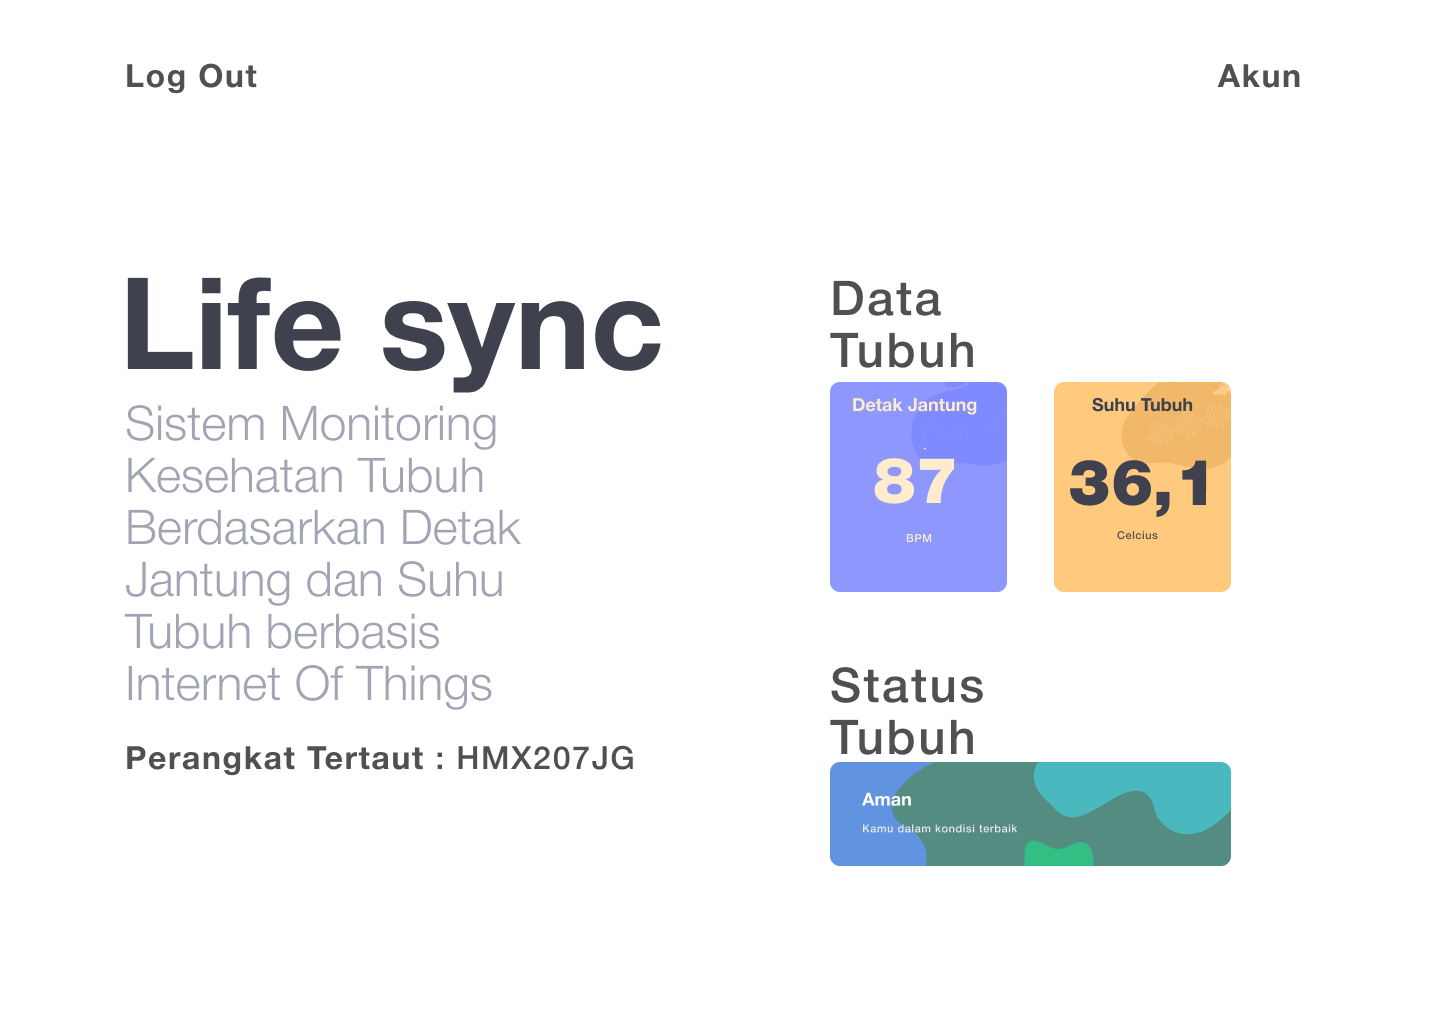 Log Out
Akun
Life sync
Sistem Monitoring
Kesehatan Tubuh
Berdasarkan Detak
Jantung dan Suhu
Tubuh berbasis
Internet Of Things
Perangkat Tertaut : HMX207JG
Data
Tubuh
Detak Jantung
87
BPM
Suhu Tubuh
36,1
Celcius
Status
Tubuh
Aman
Kamu dalam kondisi terbaik